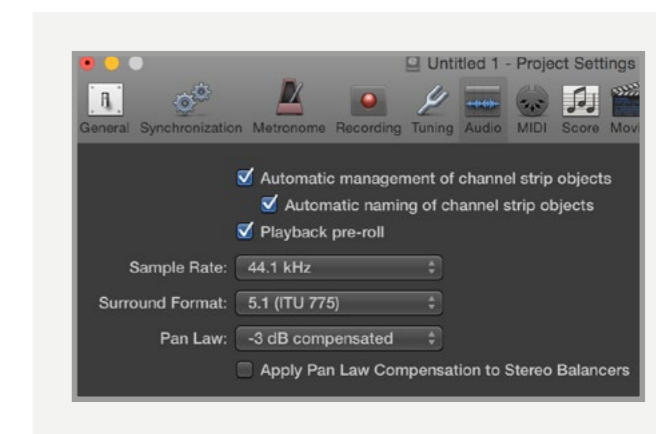 Untitled 1 - Project Settings
General Synchronization Metronome Recording Tuning Audio MIDI Score Movi
Automatic management of channel strip objects
Automatic naming of channel strip objects
Playback pre-roll
Sample Rate: 44.1 kHz
Surround Format: 5.1 (ITU 775)
Pan Law: -3 dB compensated
Apply Pan Law Compensation to Stereo Balancers